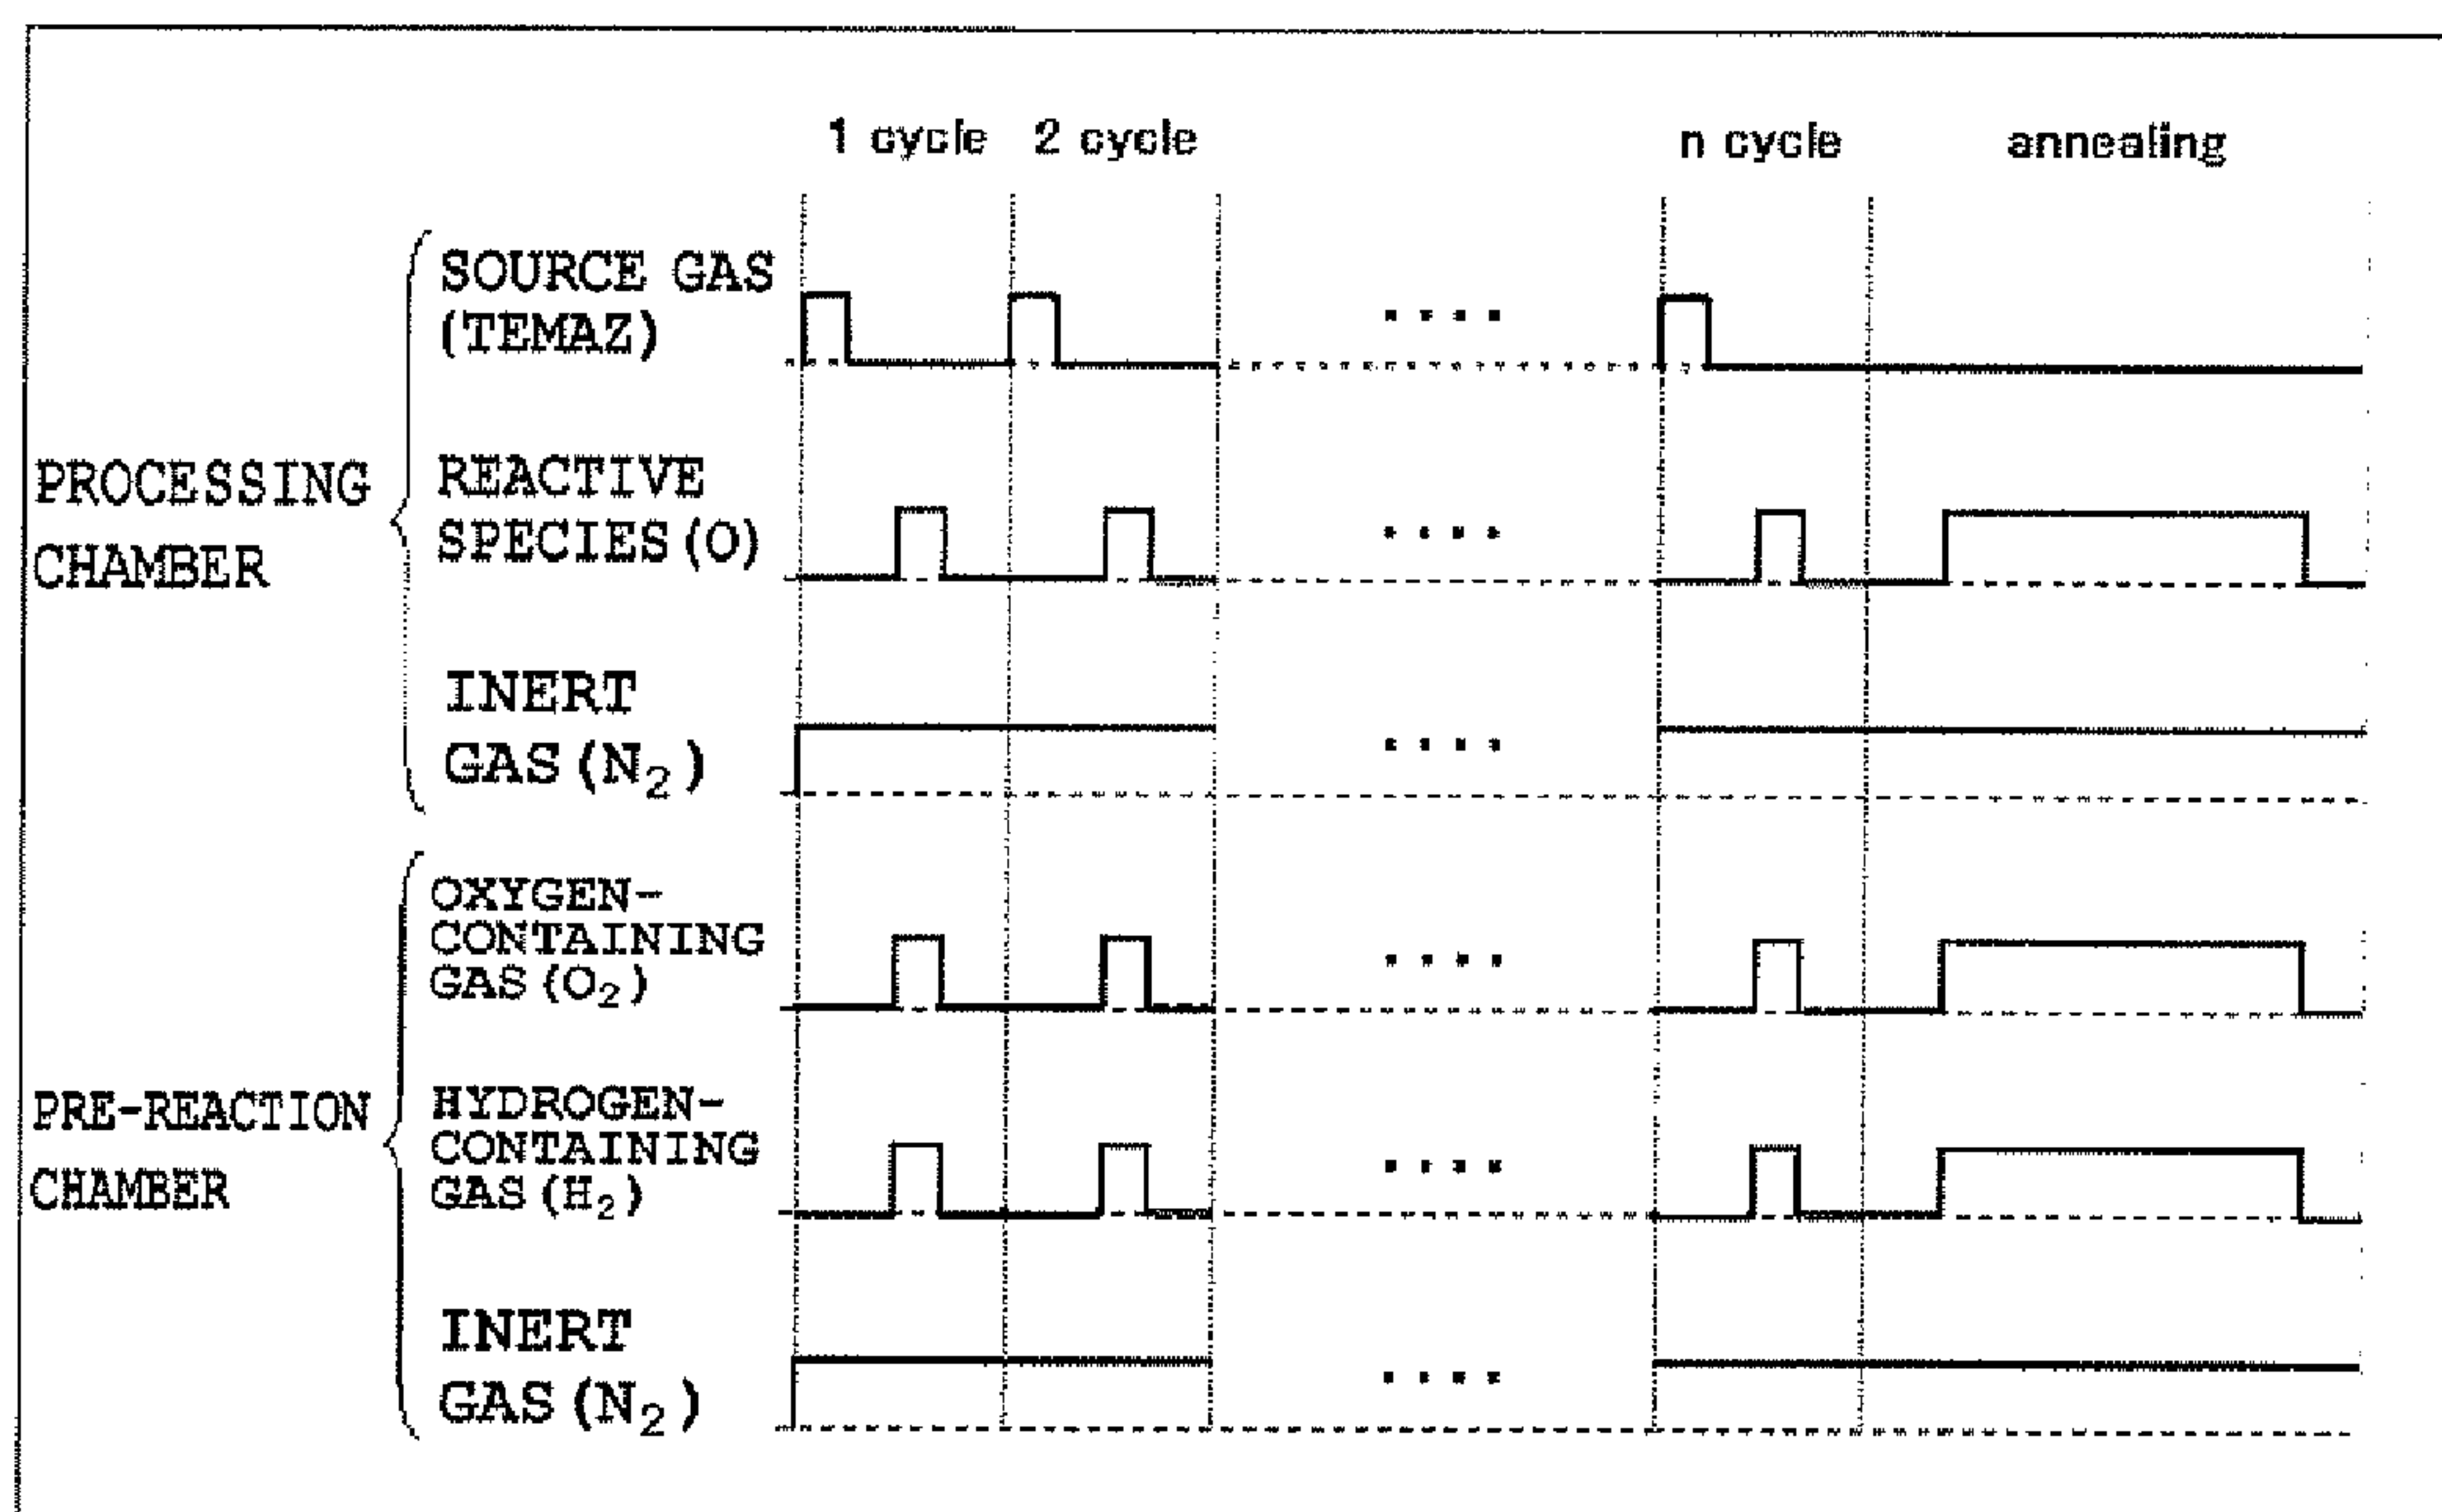 1 cycle 2 cycle n cycle annealing
SOURCE GAS
(TEMAZ)
PROCESSING
CHAMBER
REACTIVE
SPECIES(O)
INERT
GAS(N₂)
OXYGEN-
CONTAINING
GAS(O₂)
PRE-REACTION
CHAMBER
HYDROGEN-
CONTAINING
GAS(H₂)
INERT
GAS(N₂)